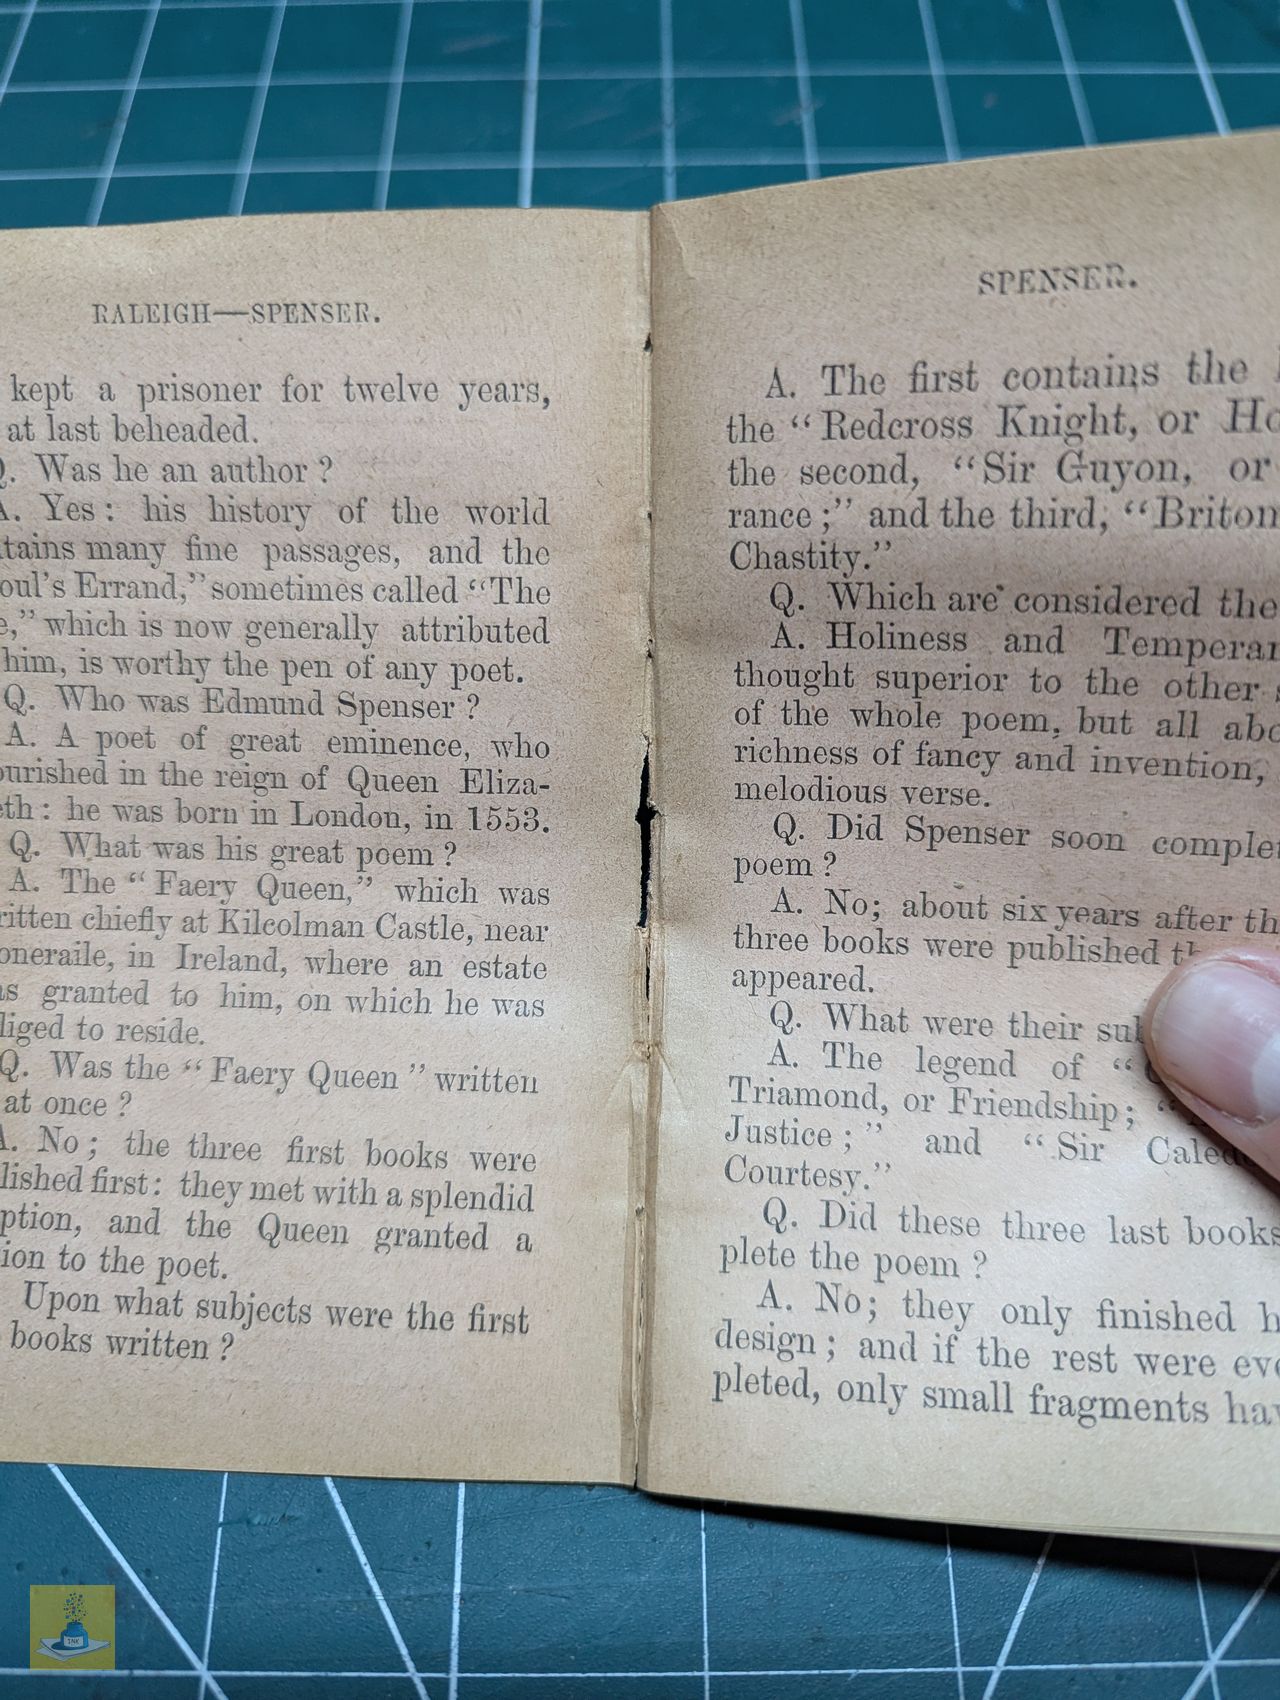 RALEIGH—SPENSER.
kept a prisoner for twelve years,
at last beheaded.
Q. Was he an author ?
A. Yes : his history of the world
tains many fine passages, and the
oul's Errand," sometimes called "The
e," which is now generally attributed
him, is worthy the pen of any poet.
Q. Who was Edmund Spenser ?
A. A poet of great eminence, who
ourished in the reign of Queen Eliza-
eth : he was born in London, in 1553.
Q. What was his great poem ?
A. The "Faery Queen," which was
ritten chiefly at Kilcolman Castle, near
oneraile, in Ireland, where an estate
as granted to him, on which he was
liged to reside.
Q. Was the "Faery Queen" written
at once ?
A. No ; the three first books were
lished first : they met with a splendid
ption, and the Queen granted a
ion to the poet.
Upon what subjects were the first
books written ?
SPENSER.
A. The first contains the
the "Redcross Knight, or Ho
the second, "Sir Guyon, or
rance ;" and the third, "Briton
Chastity."
Q. Which are considered the
A. Holiness and Temperan
thought superior to the other
of the whole poem, but all abo
richness of fancy and invention,
melodious verse.
Q. Did Spenser soon comple
poem ?
A. No; about six years after th
three books were published th
appeared.
Q. What were their sub
A. The legend of "
Triamond, or Friendship; "
Justice ; " and "Sir Caled
Courtesy."
Q. Did these three last books
plete the poem ?
A. No; they only finished h
design ; and if the rest were eve
pleted, only small fragments hav
INK